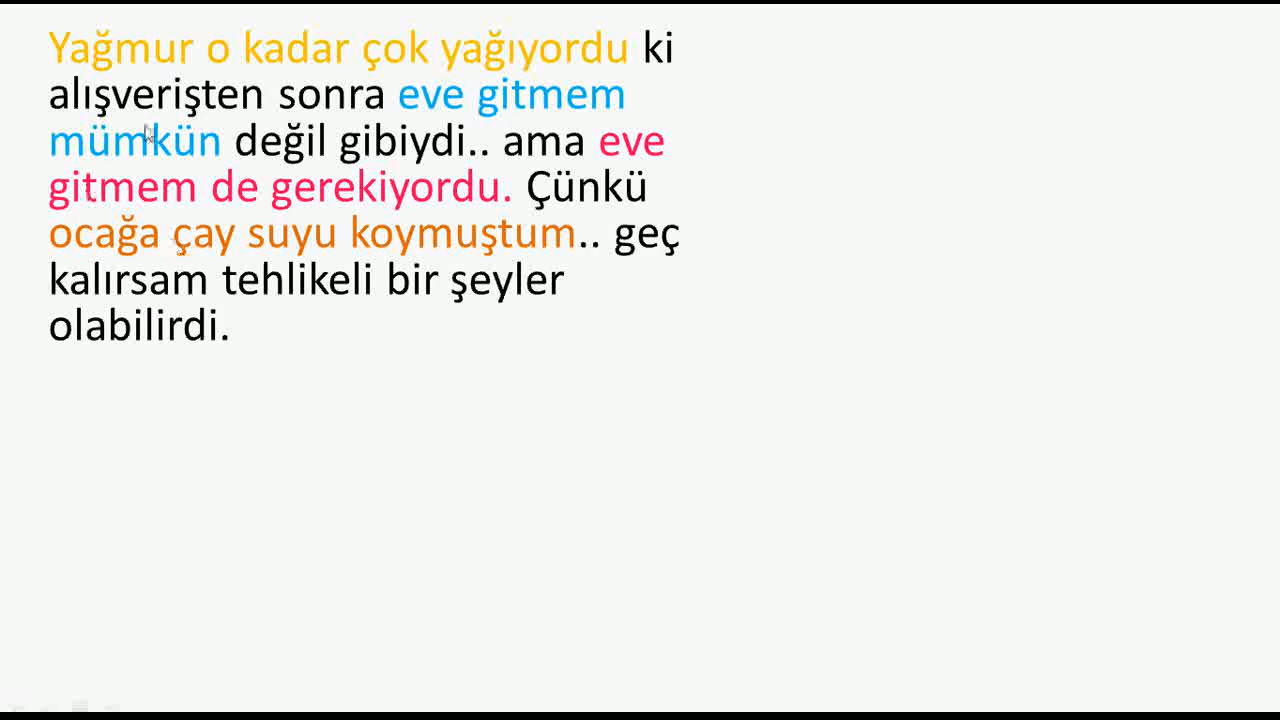 Yağmur o kadar çok yağıyordu ki
alışverişten sonra eve gitmem
mümkün değil gibiydi.. ama eve
gitmem de gerekiyordu. Çünkü
ocağa çay suyu koymuştum.. geç
kalırsam tehlikeli bir şeyler
olabilirdi.